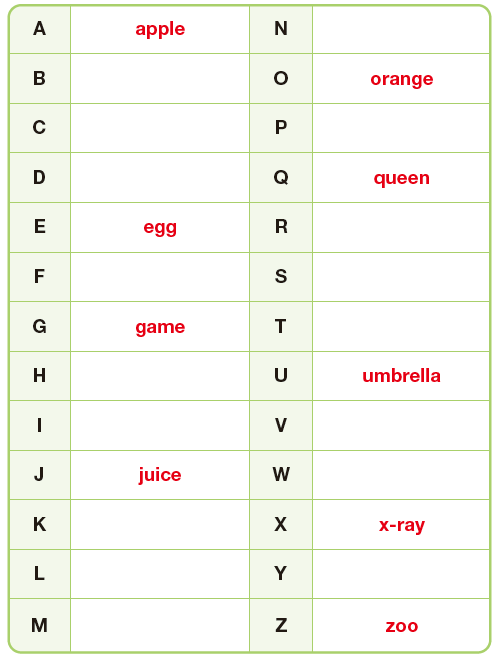 A apple N
B O orange
C P
D Q queen
E egg R
F S
G game T
H U umbrella
I V
J juice W
K X x-ray
L Y
M Z zoo